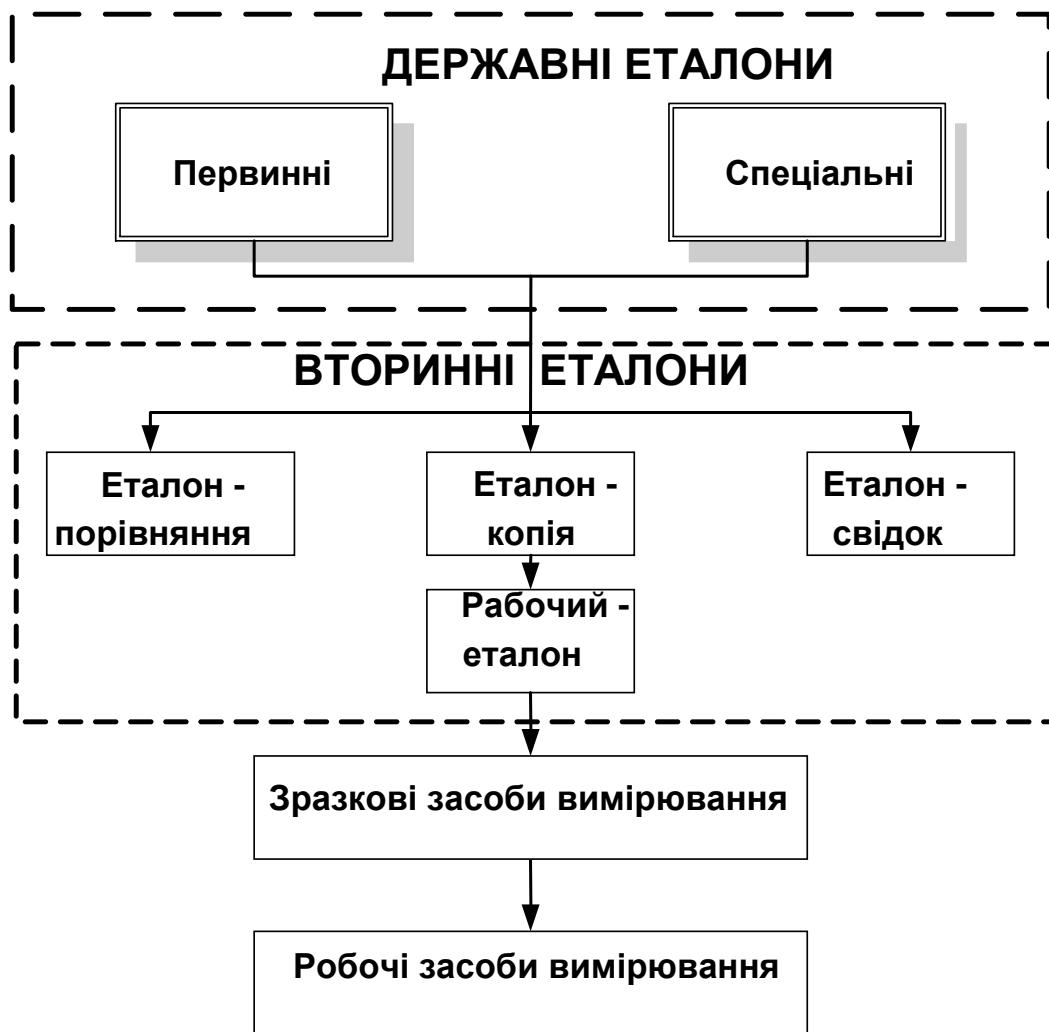 ДЕРЖАВНІ ЕТАЛОНИ
Первинні
Спеціальні
ВТОРИННІ ЕТАЛОНИ
Еталон -
порівняння
Еталон -
копія
Еталон -
свідок
Рабочий -
еталон
Зразкові засоби вимірювання
Робочі засоби вимірювання